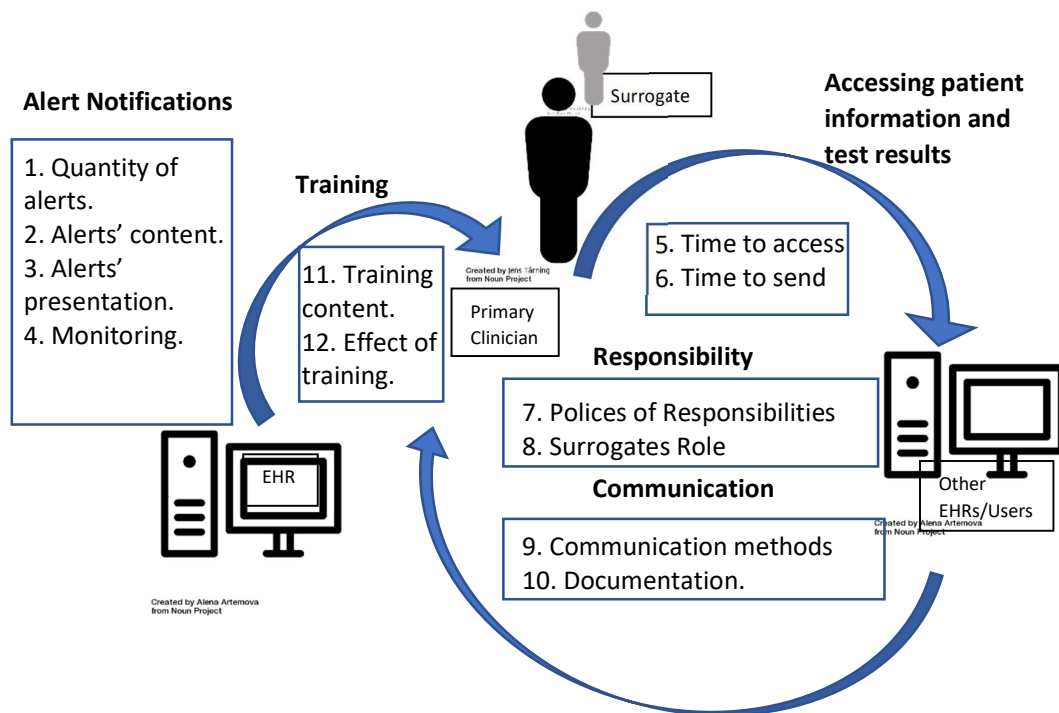 Surrogate
Accessing patient
information and
test results
Alert Notifications
1. Quantity of
alerts.
2. Alerts' content.
3. Alerts'
presentation.
4. Monitoring.
Training
11. Training
content.
12. Effect of
training.
Created by Jens Tärning
from Noun Project
Primary
Clinician
5. Time to access
6. Time to send
Responsibility
7. Polices of Responsibilities
8. Surrogates Role
Communication
9. Communication methods
10. Documentation.
EHR
Created by Alena Artemova
from Noun Project
Other
EHRs/Users
Created by Alena Artemova
from Noun Project